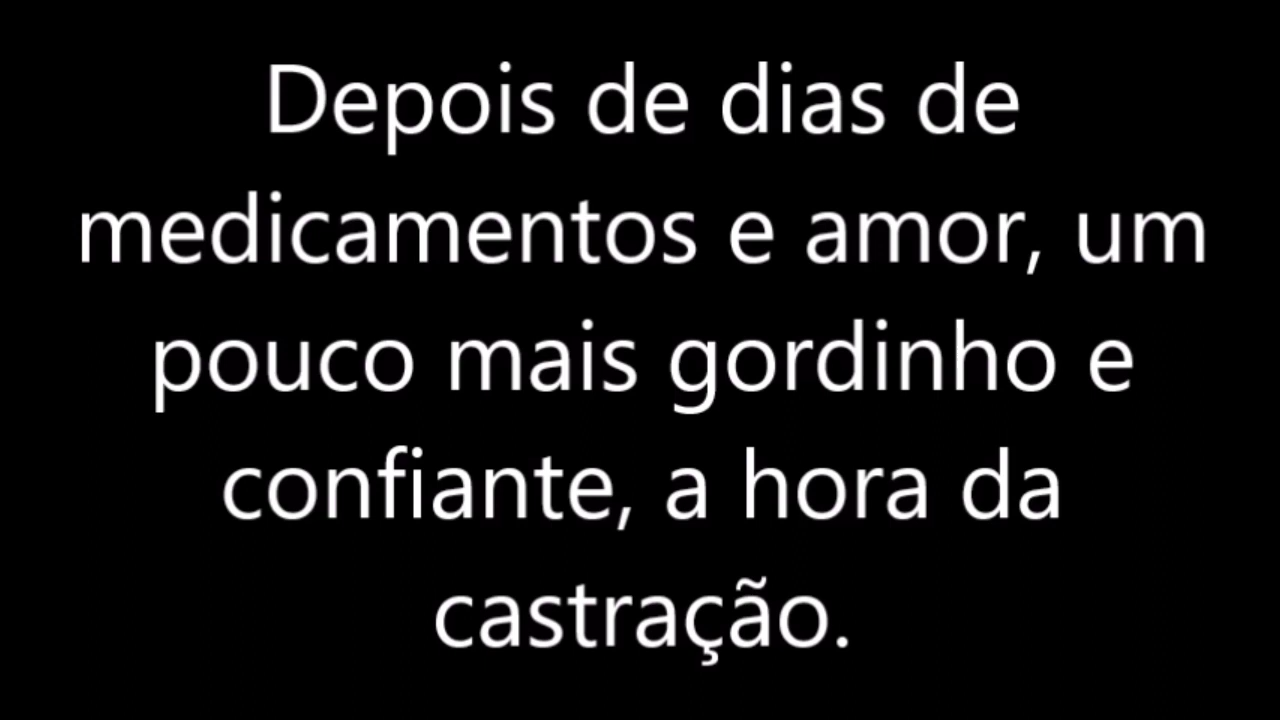 Depois de dias de
medicamentos e amor, um
pouco mais gordinho e
confiante, a hora da
castração.